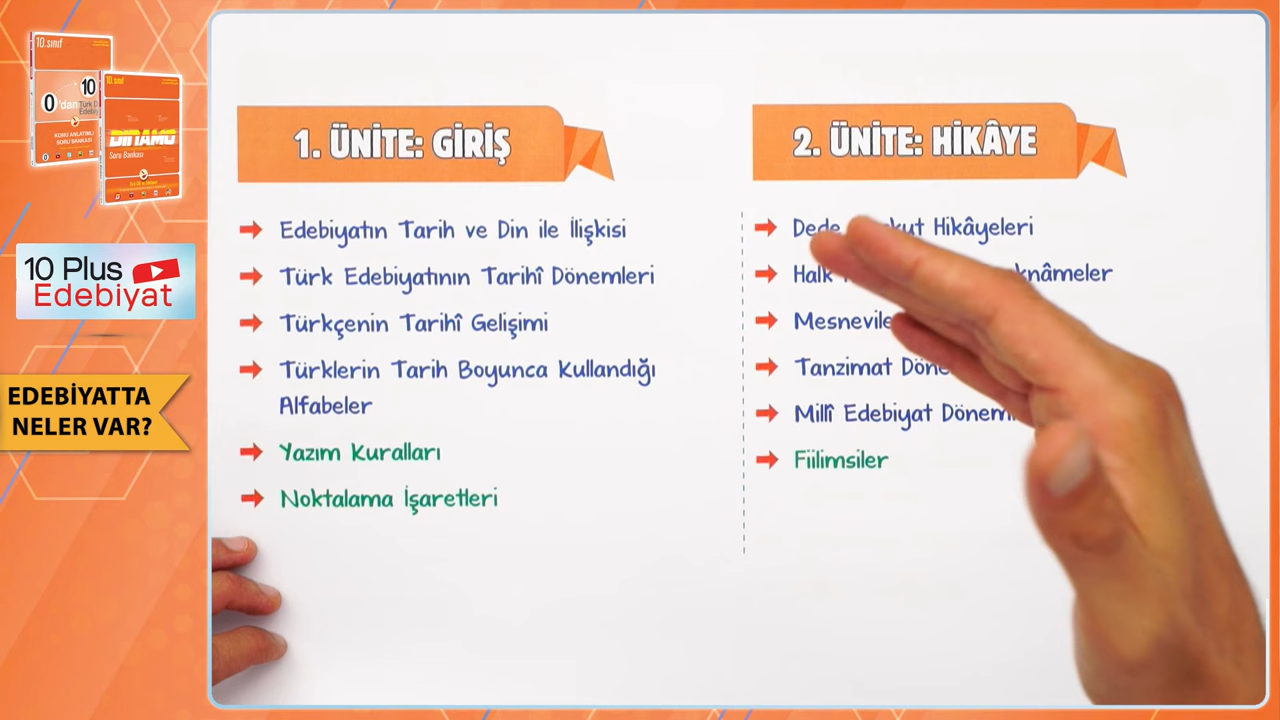 10.sınıf
10
0'dan
KONU ANLATIMLI
SORU BANKASI
10.sınıf
DİNAMO
Soru Bankası
10 Plus
Edebiyat
EDEBİYATTA
NELER VAR?
1. ÜNİTE: GİRİŞ
Edebiyatın Tarih ve Din ile İlişkisi
Türk Edebiyatının Tarihî Dönemleri
Türkçenin Tarihî Gelişimi
Türklerin Tarih Boyunca Kullandığı
Alfabeler
Yazım Kuralları
Noktalama İşaretleri
2. ÜNİTE: HİKÂYE
Dede Hikâyeleri
Halk
Tanzimat
Millî Edebiyat
Fiilimsiler